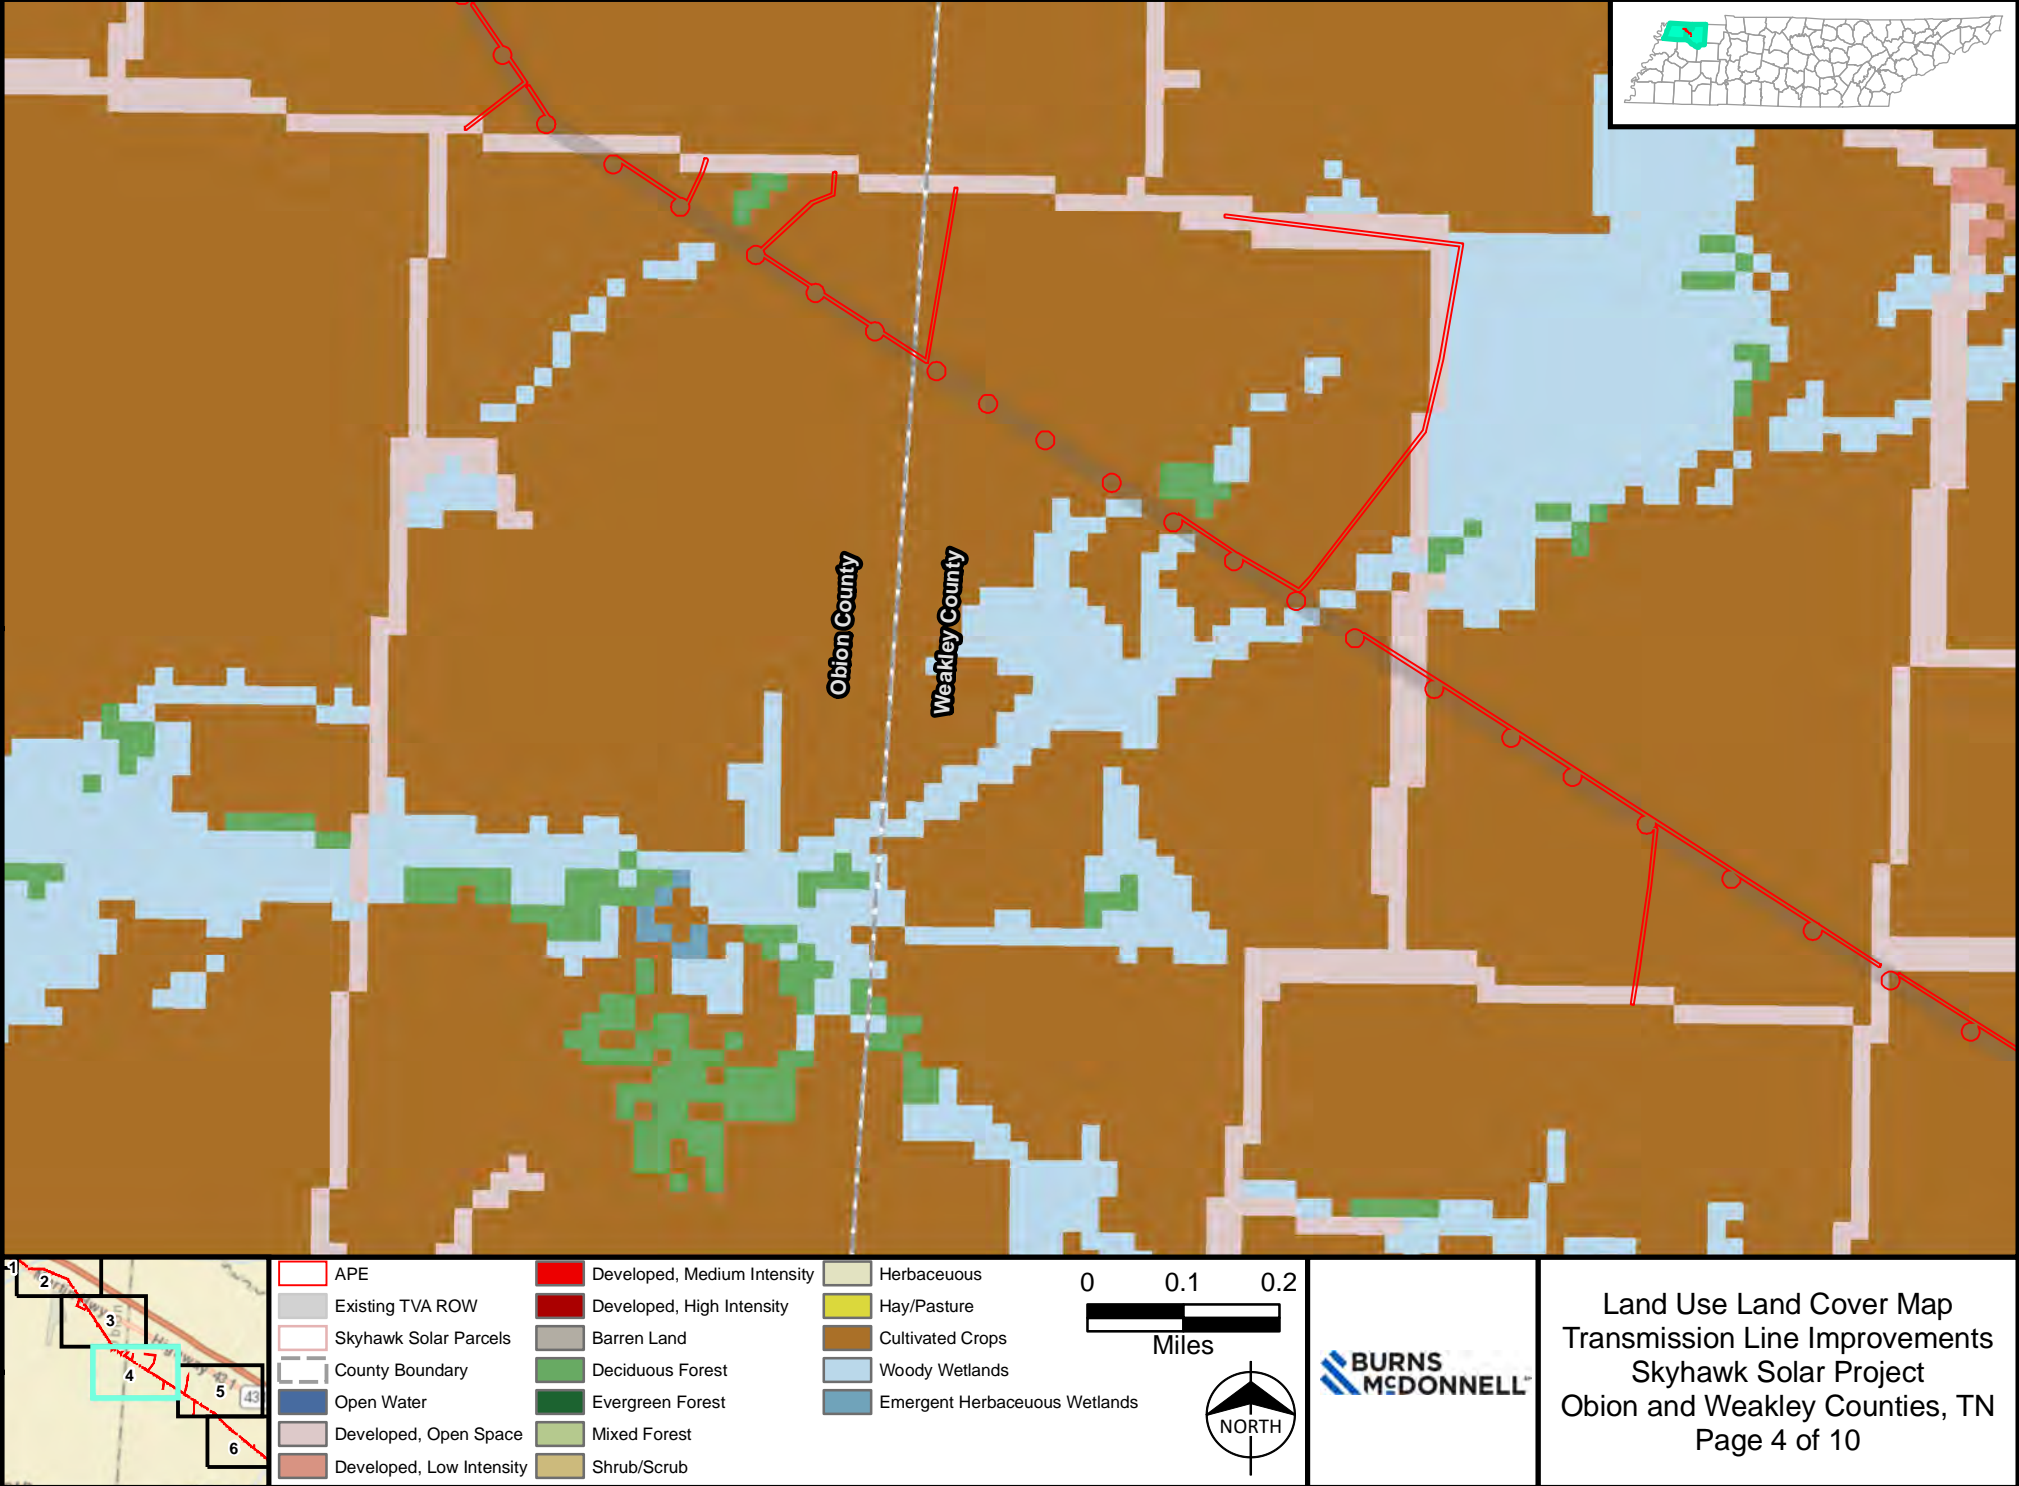 Obion County
Weakley County
1
2
3
4
5
6
43
APE
Existing TVA ROW
Skyhawk Solar Parcels
County Boundary
Open Water
Developed, Open Space
Developed, Low Intensity
Developed, Medium Intensity
Developed, High Intensity
Barren Land
Deciduous Forest
Evergreen Forest
Mixed Forest
Shrub/Scrub
Herbaceuous
Hay/Pasture
Cultivated Crops
Woody Wetlands
Emergent Herbaceuous Wetlands
0 0.1 0.2
Miles
NORTH
BURNS
MCDONNELL
Land Use Land Cover Map
Transmission Line Improvements
Skyhawk Solar Project
Obion and Weakley Counties, TN
Page 4 of 10